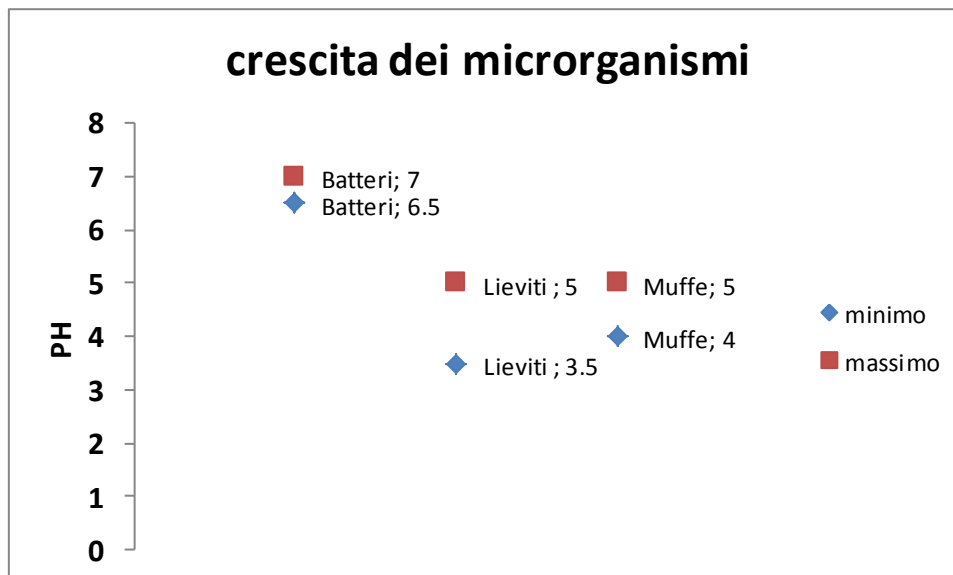 crescita dei microrganismi
8
7
6
5
4
3
2
1
0
PH
Batteri; 7
Batteri; 6.5
Lieviti ; 5
Muffe; 5
Muffe; 4
Lieviti ; 3.5
minimo
massimo